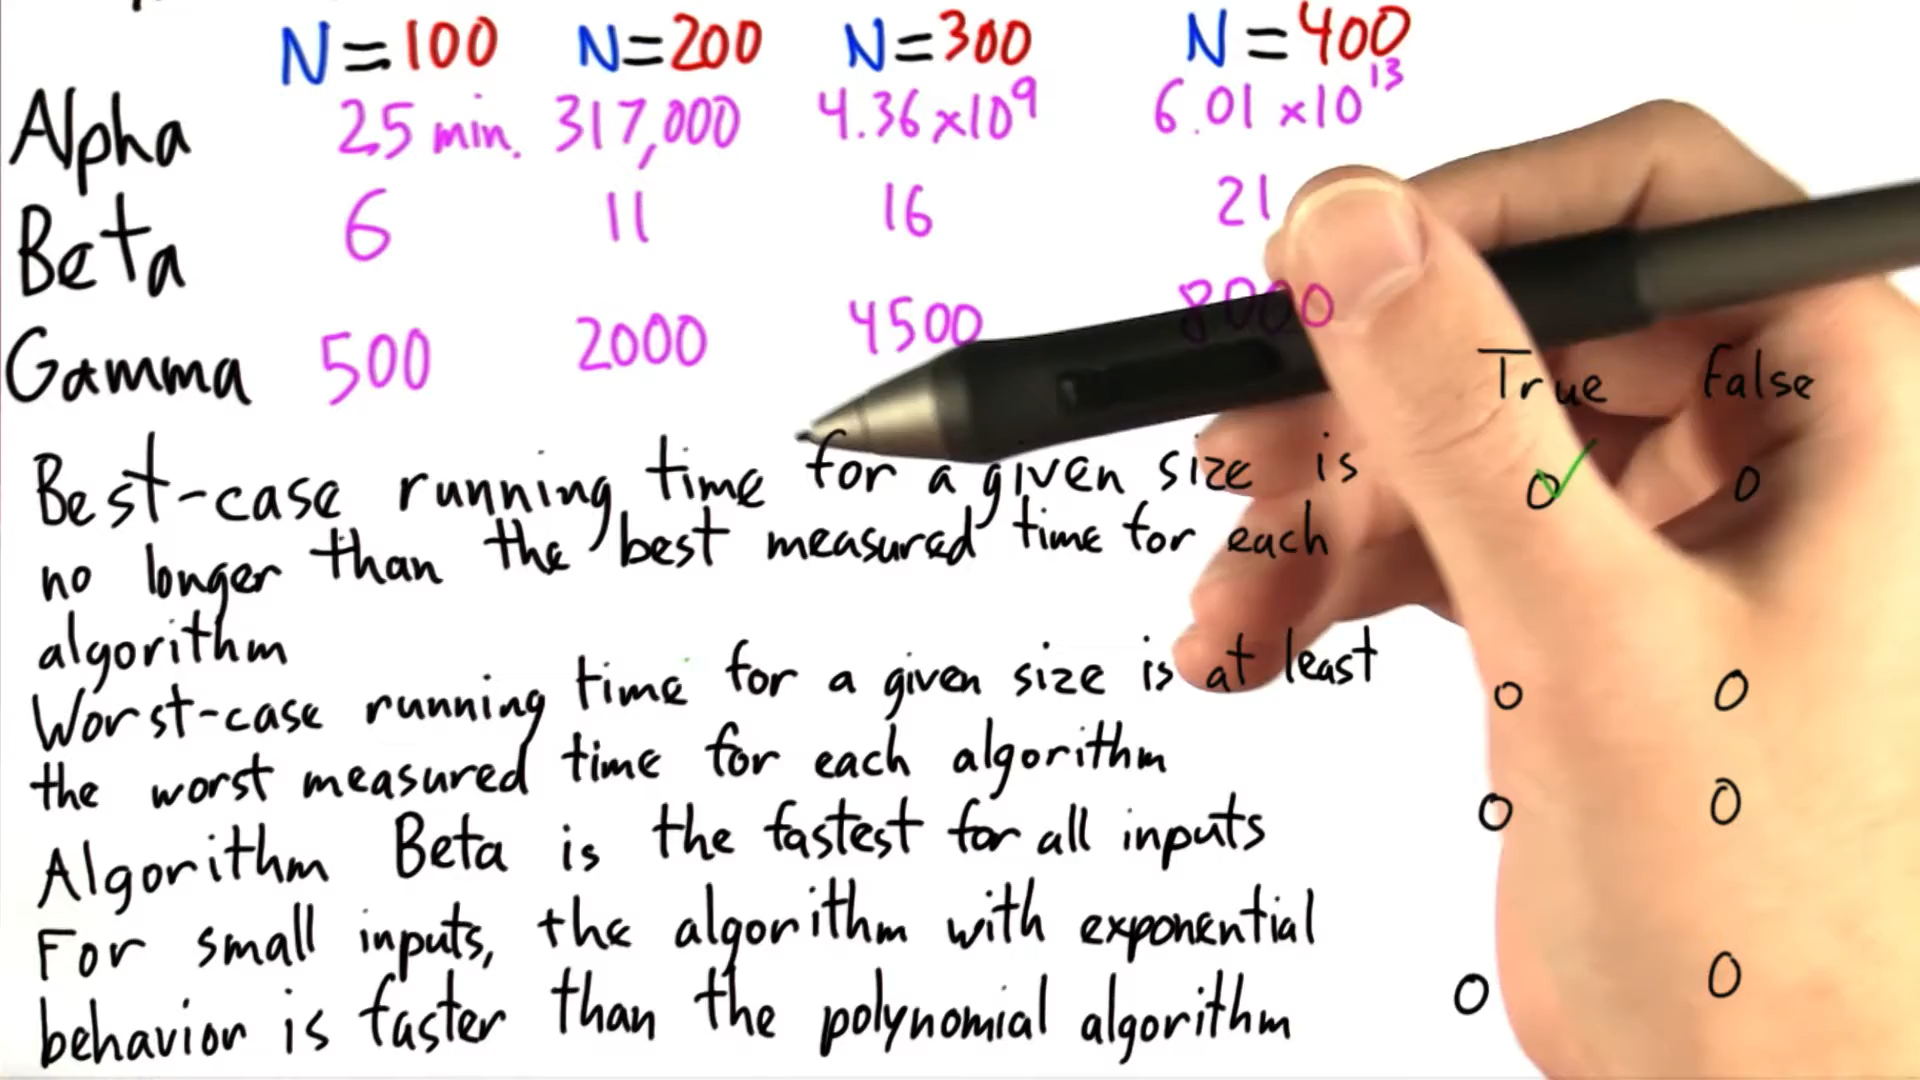 N=100 N=200 N=300 N=400
Alpha 25 min. 317,000 4.36x10⁹ 6.01x10¹³
Beta 6 11 16 21
Gamma 500 2000 4500 8000
True False
Best-case running time for a given size is
no longer than the best measured time for each
algorithm
Worst-case running time for a given size is at least
the worst measured time for each algorithm
Algorithm Beta is the fastest for all inputs
For small inputs, the algorithm with exponential
behavior is faster than the polynomial algorithm